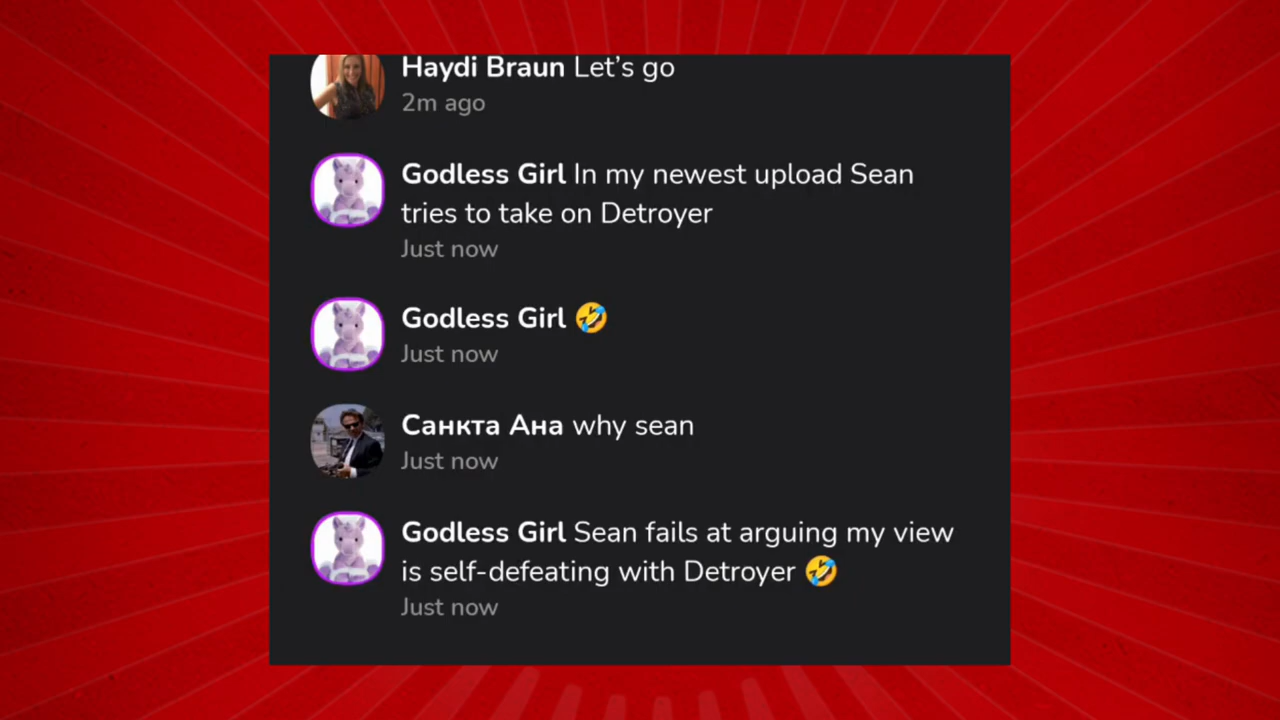 Haydi Braun Let's go
2m ago
Godless Girl In my newest upload Sean
tries to take on Detroyer
Just now
Godless Girl 🤣
Just now
Санкта Ана why sean
Just now
Godless Girl Sean fails at arguing my view
is self-defeating with Detroyer 🤣
Just now